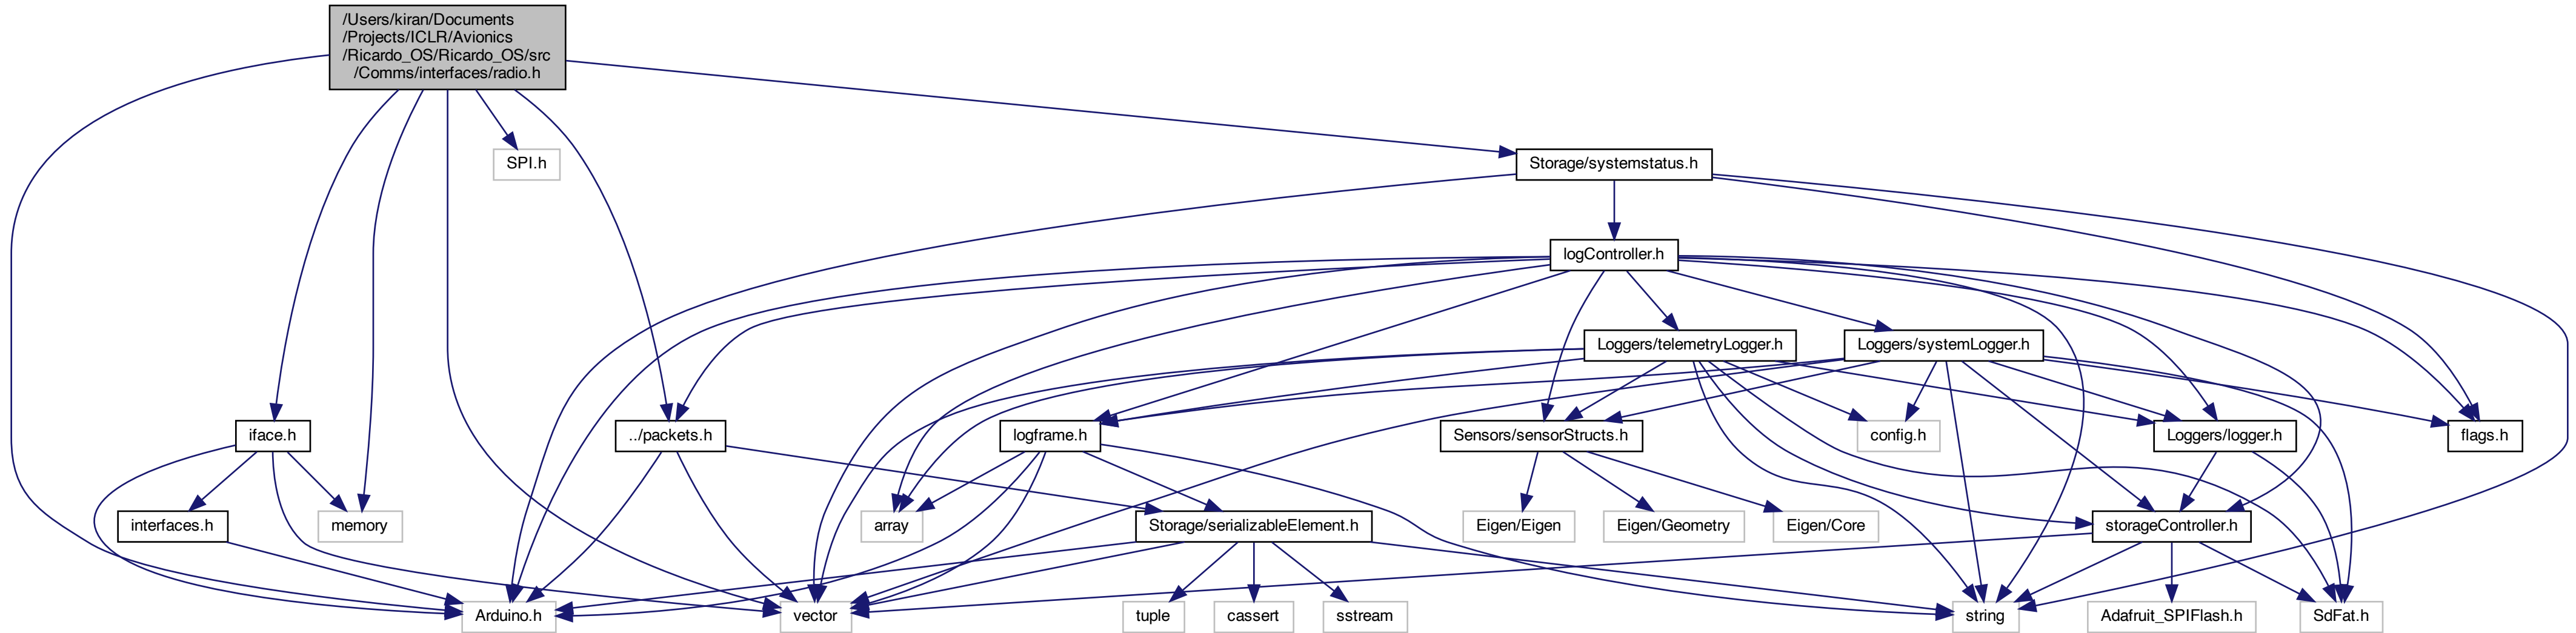 /Users/kiran/Documents
/Projects/ICLR/Avionics
/Ricardo_OS/Ricardo_OS/src
/Comms/interfaces/radio.h
SPI.h
Storage/systemstatus.h
logController.h
Loggers/telemetryLogger.h
Loggers/systemLogger.h
iface.h
../packets.h
logframe.h
Sensors/sensorStructs.h
config.h
Loggers/logger.h
flags.h
interfaces.h
memory
array
Storage/serializableElement.h
Eigen/Eigen
Eigen/Geometry
Eigen/Core
storageController.h
Arduino.h
vector
tuple
cassert
sstream
string
Adafruit_SPIFlash.h
SdFat.h